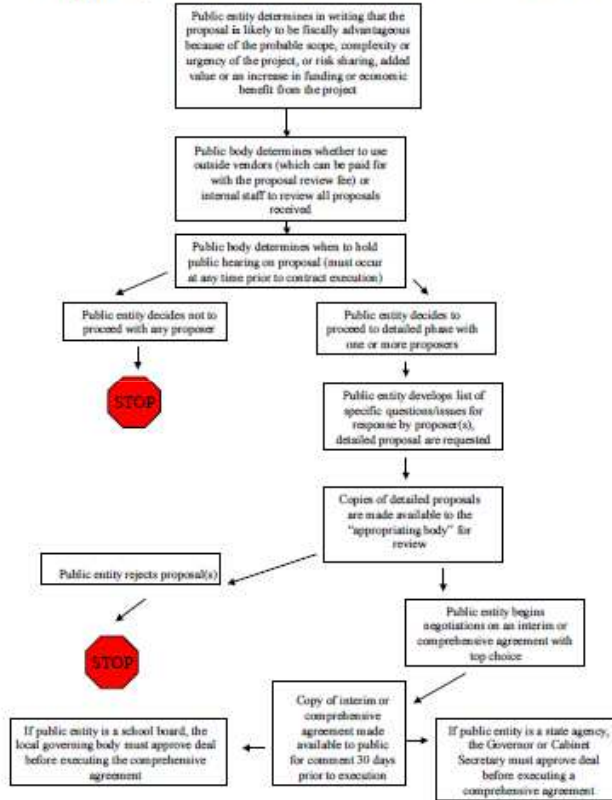 Public entity determines in writing that the
proposal is likely to be fiscally advantageous
because of the probable scope, complexity or
urgency of the project, or risk sharing, added
value or an increase in funding or economic
benefit from the project
Public body determines whether to use
outside vendors (which can be paid for
with the proposal review fee) or
internal staff to review all proposals
received
Public body determines when to hold
public hearing on proposal (must occur
at any time prior to contract execution)
Public entity decides not to
proceed with any proposer
Public entity decides to
proceed to detailed phase with
one or more proposers
STOP
Public entity develops list of
specific questions/issues for
response by proposer(s),
detailed proposal are requested
Copies of detailed proposals
are made available to the
"appropriating body" for
review
Public entity rejects proposal(s)
Public entity begins
negotiations on an interim or
comprehensive agreement with
top choice
STOP
Copy of interim or
comprehensive
agreement made
available to public
for comment 30 days
prior to execution
If public entity is a school board, the
local governing body must approve deal
before executing the comprehensive
agreement
If public entity is a state agency,
the Governor or Cabinet
Secretary must approve deal
before executing a
comprehensive agreement